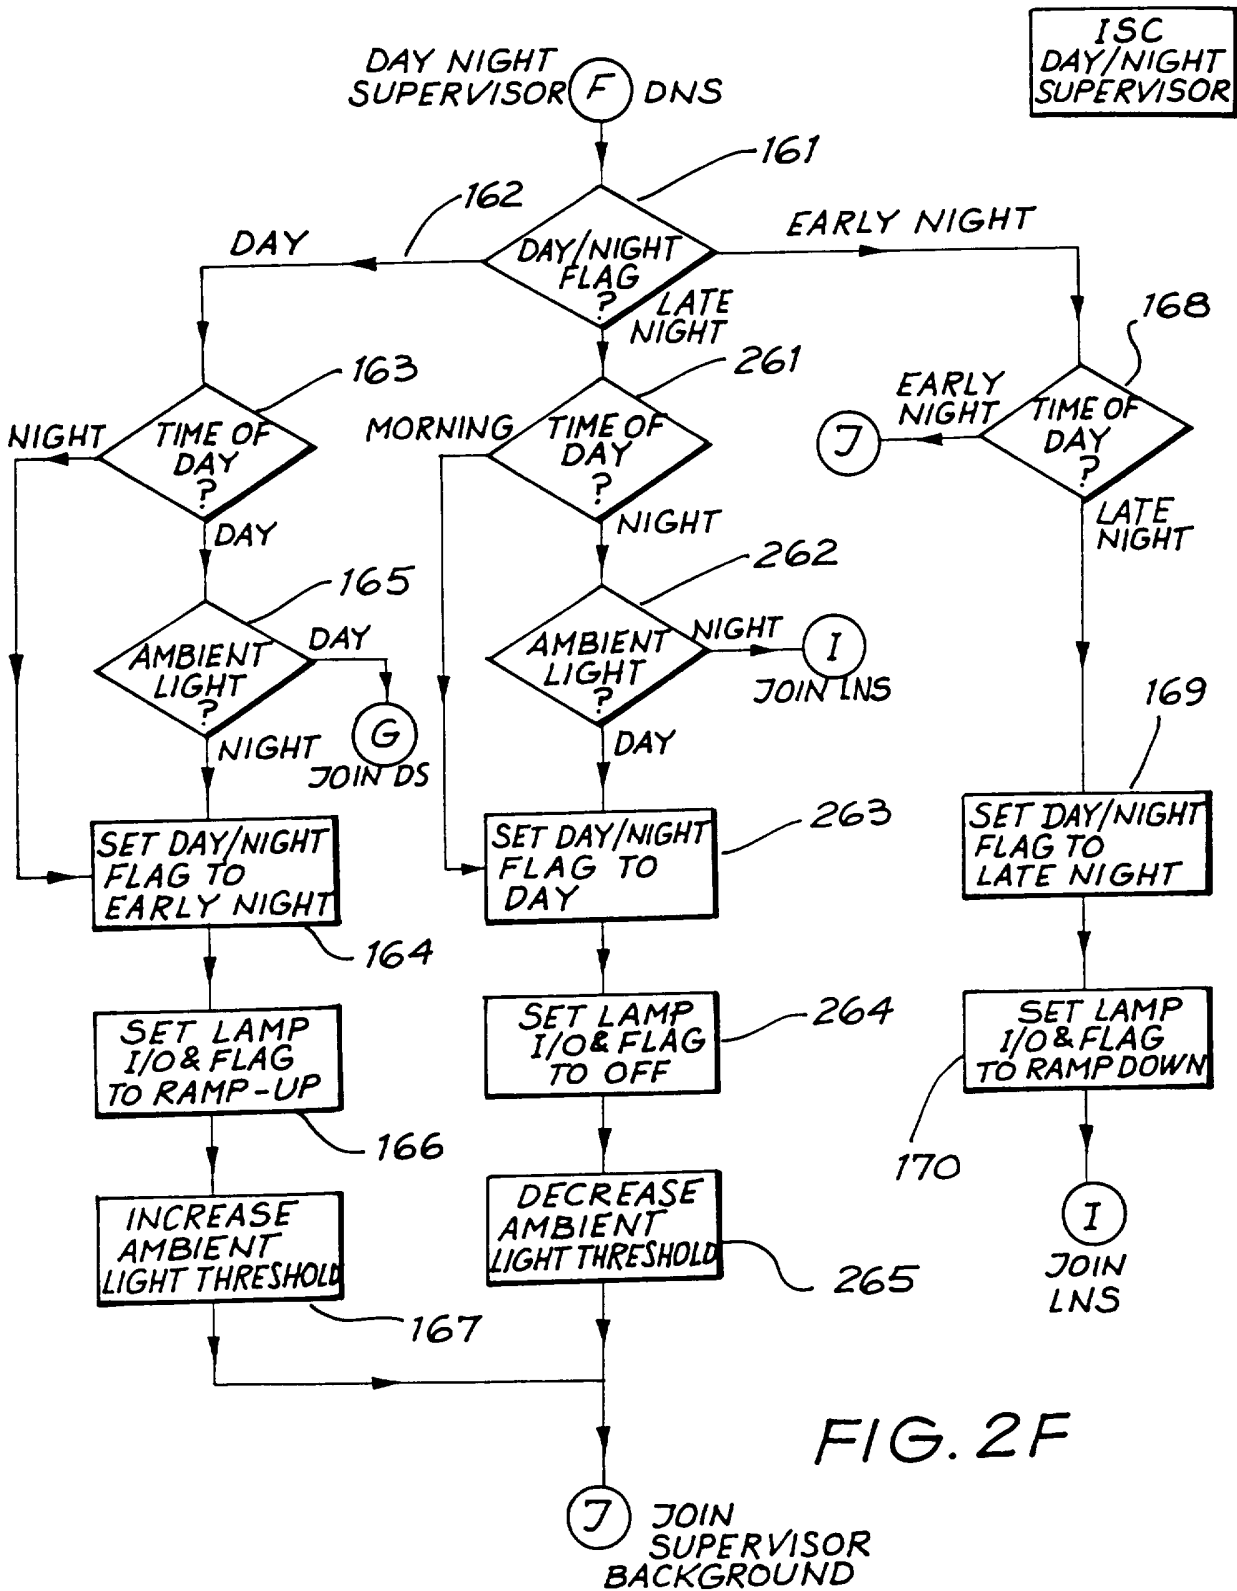 ISC
DAY/NIGHT
SUPERVISOR
DAY NIGHT
SUPERVISOR
F
DNS
161
162
DAY
EARLY NIGHT
DAY/NIGHT
FLAG
?
LATE
NIGHT
168
163
261
EARLY
NIGHT
J
NIGHT
TIME OF
DAY
?
MORNING
TIME OF
DAY
?
TIME OF
DAY
?
DAY
NIGHT
LATE
NIGHT
165
262
AMBIENT
LIGHT
?
DAY
G
JOIN DS
AMBIENT
LIGHT
?
NIGHT
I
JOIN LNS
169
NIGHT
DAY
SET DAY/NIGHT
FLAG TO
EARLY NIGHT
164
SET DAY/NIGHT
FLAG TO
DAY
263
SET DAY/NIGHT
FLAG TO
LATE NIGHT
SET LAMP
I/O & FLAG
TO RAMP-UP
166
SET LAMP
I/O & FLAG
TO OFF
264
SET LAMP
I/O & FLAG
TO RAMP DOWN
170
INCREASE
AMBIENT
LIGHT THRESHOLD
167
DECREASE
AMBIENT
LIGHT THRESHOLD
265
I
JOIN
LNS
FIG. 2F
J
JOIN
SUPERVISOR
BACKGROUND